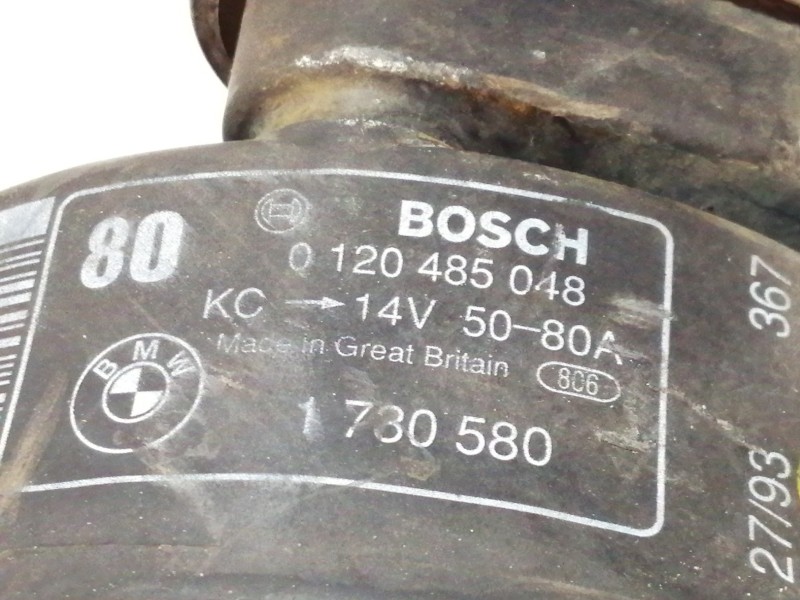 80
BOSCH
0 120 485 048
KC → 14V 50-80A
Made in Great Britain 806
BMW
1 730 580
27/93 367